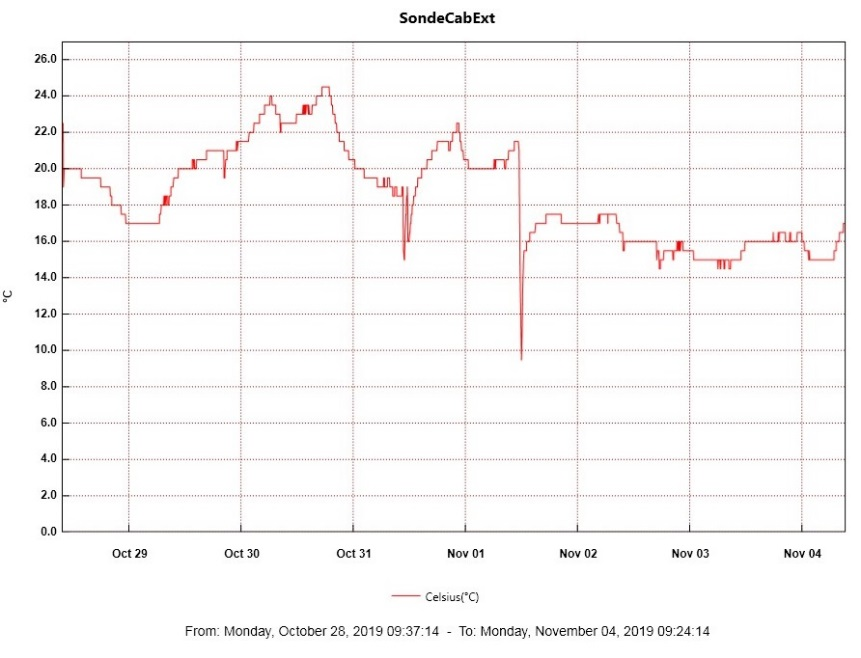 SondeCabExt
26.0
24.0
22.0
20.0
18.0
16.0
14.0
12.0
10.0
8.0
6.0
4.0
2.0
0.0
°C
Oct 29 Oct 30 Oct 31 Nov 01 Nov 02 Nov 03 Nov 04
Celsius(°C)
From: Monday, October 28, 2019 09:37:14 - To: Monday, November 04, 2019 09:24:14